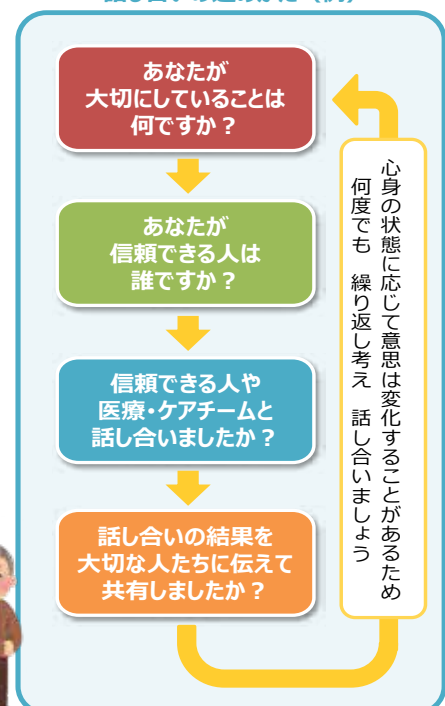 あなたが
大切にしていることは
何ですか？
あなたが
信頼できる人は
誰ですか？
信頼できる人や
医療・ケアチームと
話し合いましたか？
話し合いの結果を
大切な人たちに伝えて
共有しましたか？
心身の状態に応じて意思は変化することがあるため
何度でも　繰り返し考え　話し合いましょう